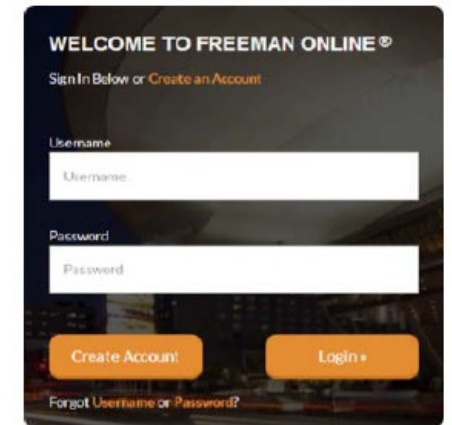 WELCOME TO FREEMAN ONLINE®
Sign In Below or Create an Account
Username
Username
Password
Password
Create Account Login »
Forgot Username or Password?